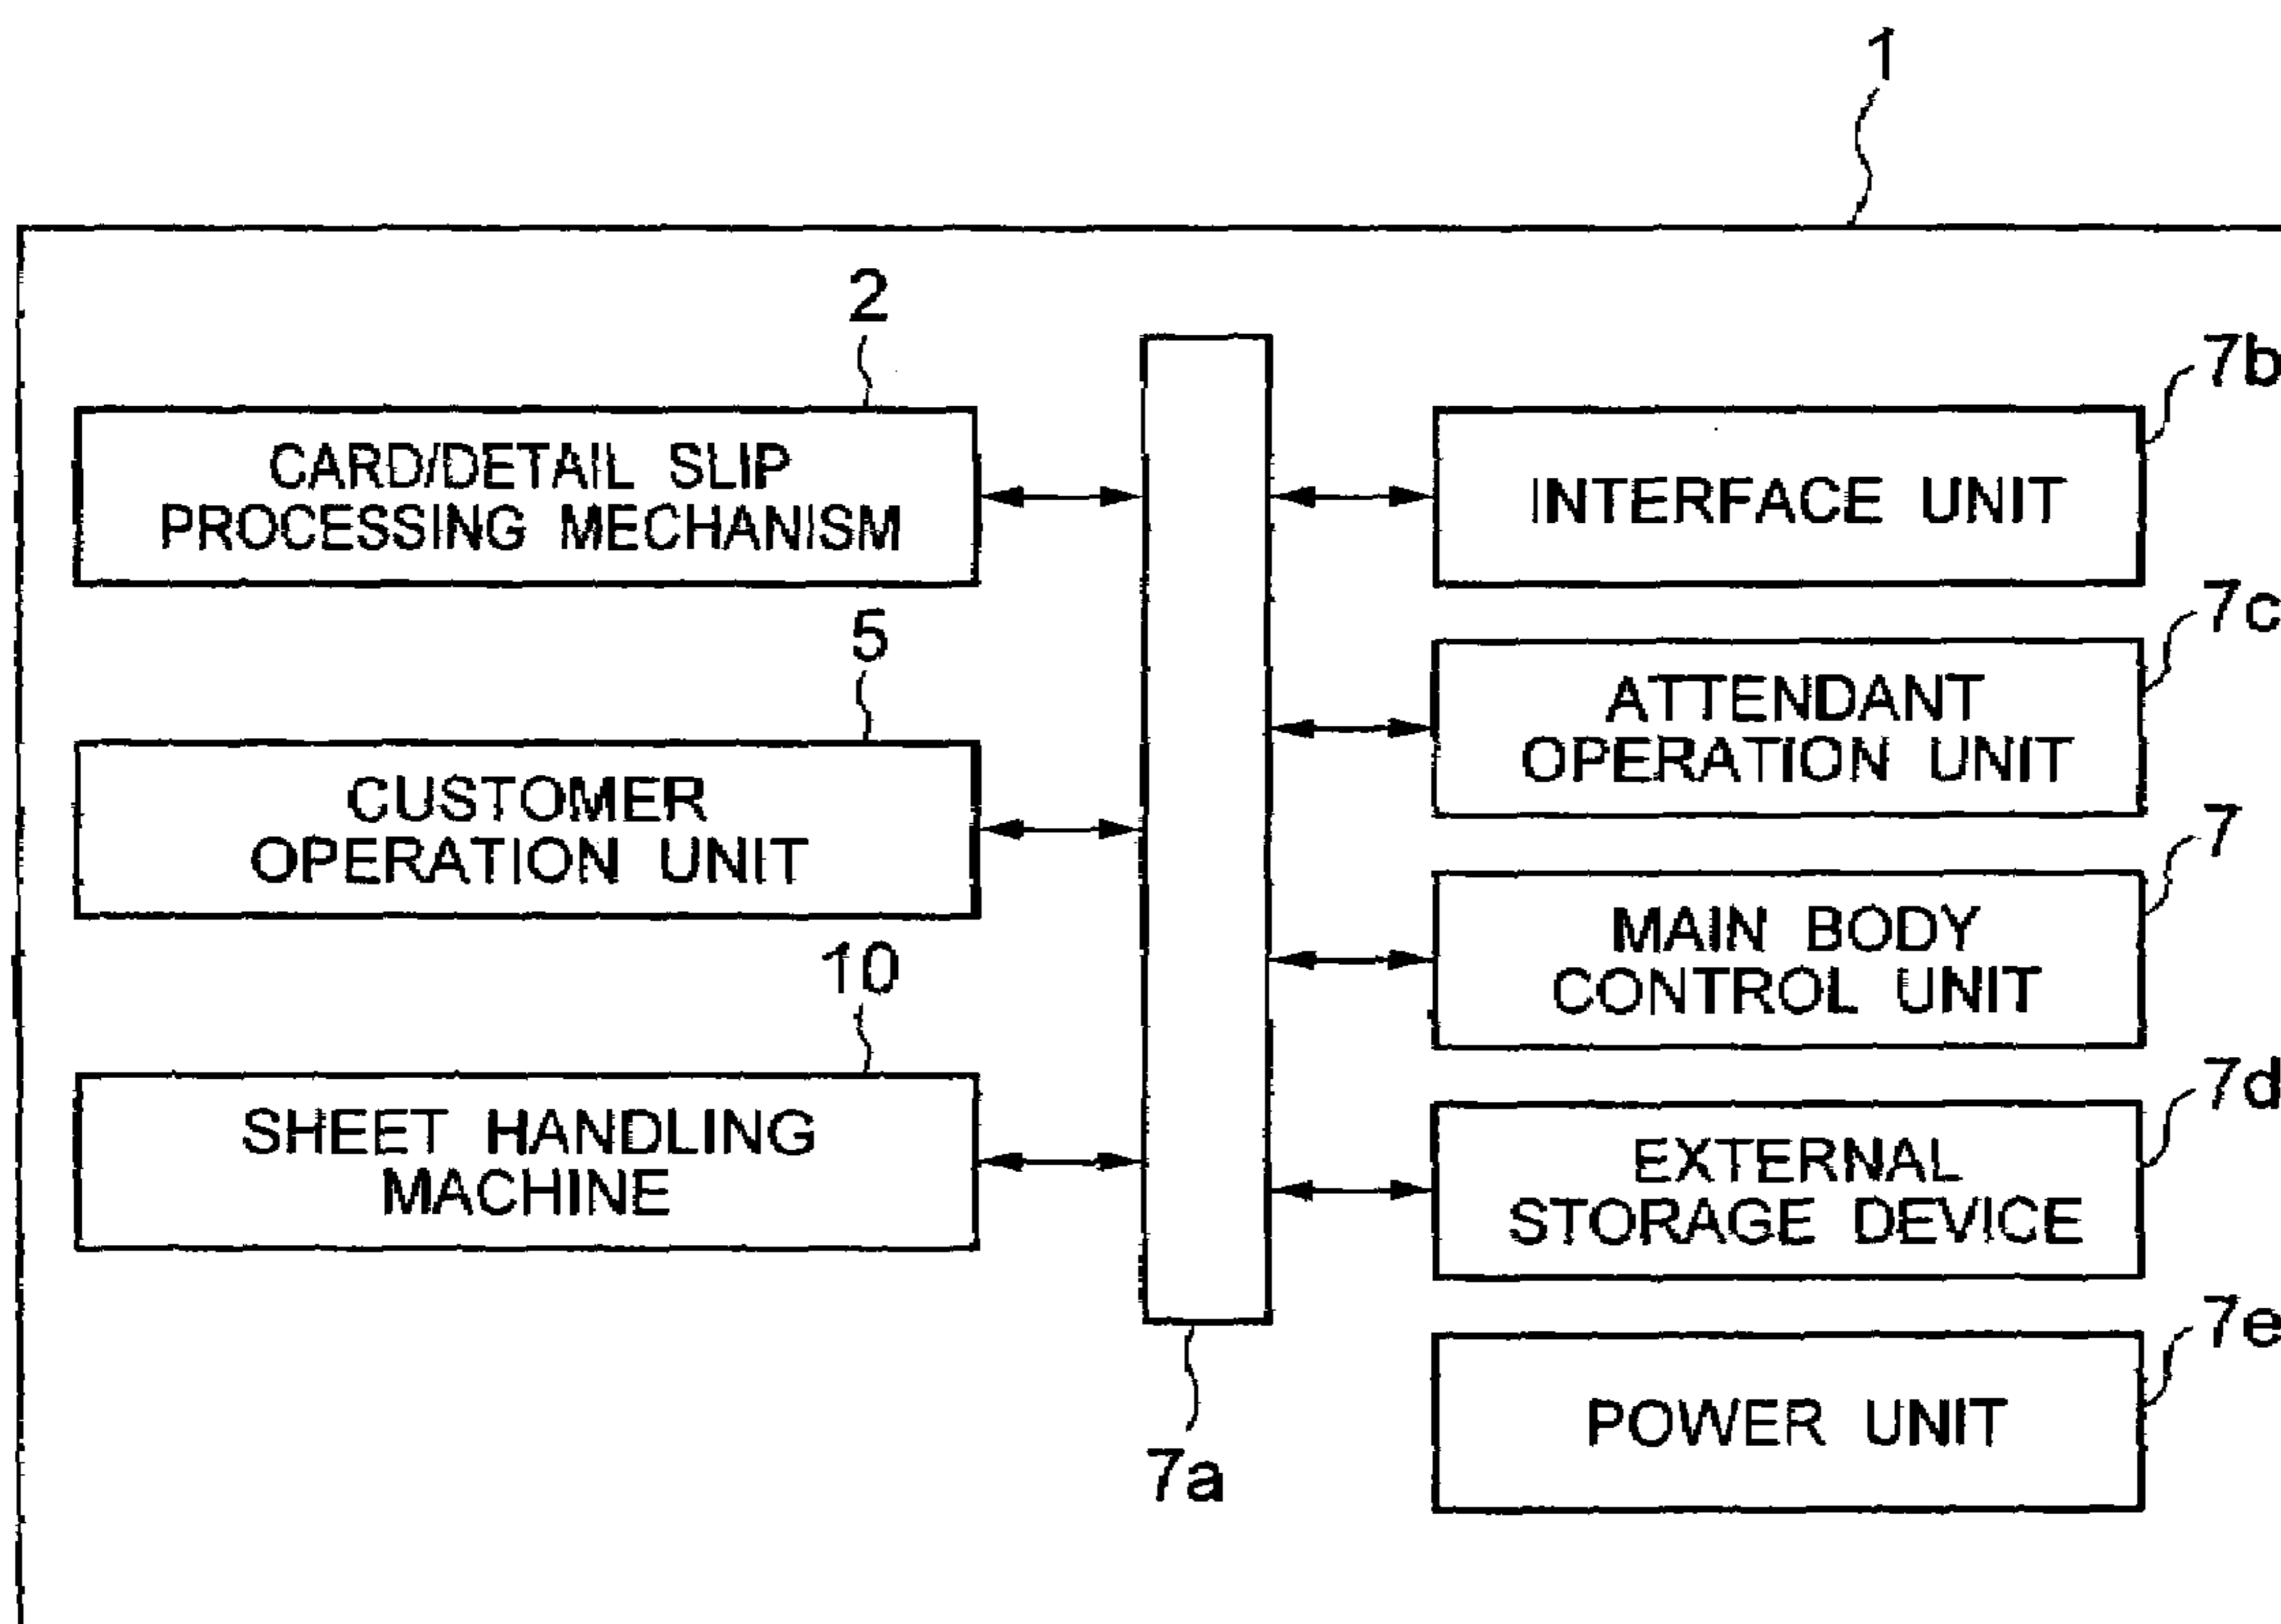 1
2
CARD/DETAIL SLIP
PROCESSING MECHANISM
5
CUSTOMER
OPERATION UNIT
10
SHEET HANDLING
MACHINE
7a
7b
INTERFACE UNIT
7c
ATTENDANT
OPERATION UNIT
7
MAIN BODY
CONTROL UNIT
7d
EXTERNAL
STORAGE DEVICE
7e
POWER UNIT